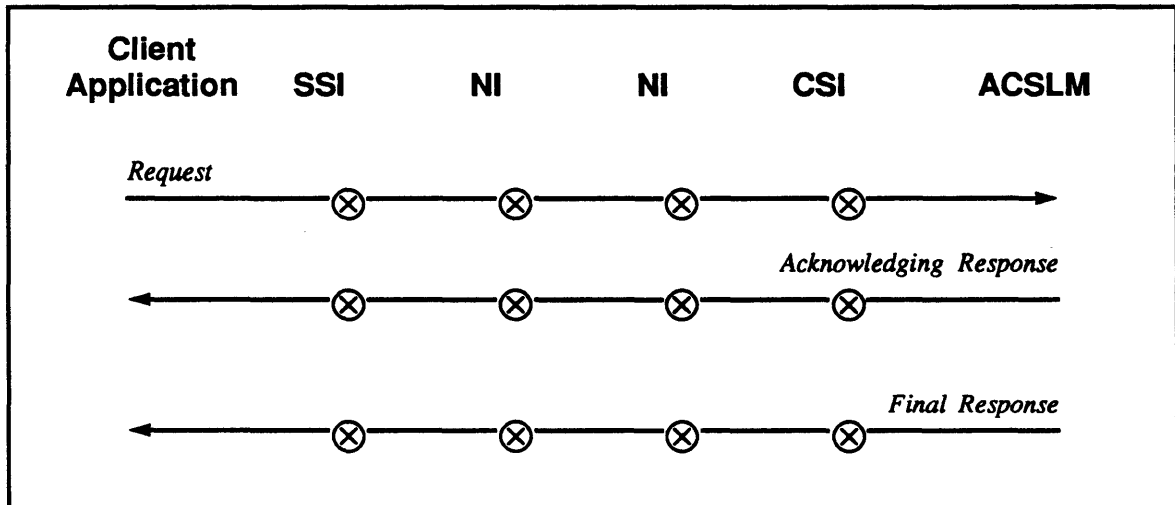 Client
Application SSI NI NI CSI ACSLM
Request
Acknowledging Response
Final Response